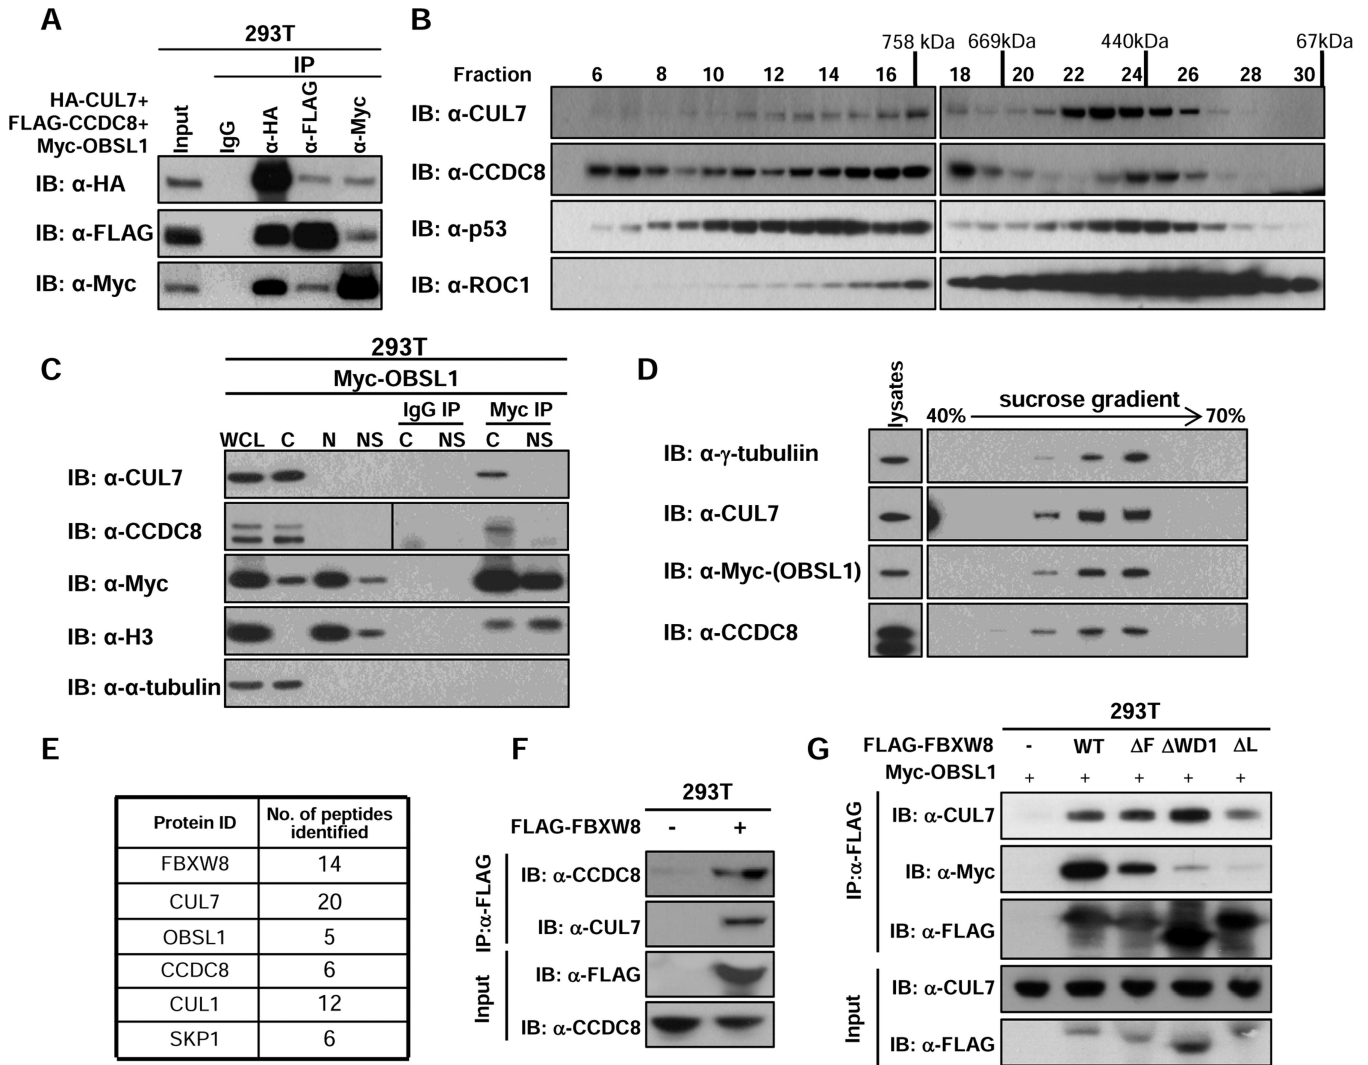 A
293T
IP
HA-CUL7+
FLAG-CCDC8+
Myc-OBSL1
Input
IgG
α-HA
α-FLAG
α-Myc
IB: α-HA
IB: α-FLAG
IB: α-Myc
B
758 kDa 669kDa 440kDa 67kDa
Fraction 6 8 10 12 14 16 18 20 22 24 26 28 30
IB: α-CUL7
IB: α-CCDC8
IB: α-p53
IB: α-ROC1
C
293T
Myc-OBSL1
IgG IP Myc IP
WCL C N NS C NS C NS
IB: α-CUL7
IB: α-CCDC8
IB: α-Myc
IB: α-H3
IB: α-α-tubulin
D
lysates
sucrose gradient
40% 70%
IB: α-γ-tubuliin
IB: α-CUL7
IB: α-Myc-(OBSL1)
IB: α-CCDC8
E
Protein ID No. of peptides
identified
FBXW8 14
CUL7 20
OBSL1 5
CCDC8 6
CUL1 12
SKP1 6
F
293T
FLAG-FBXW8 - +
IP:α-FLAG
IB: α-CCDC8
IB: α-CUL7
Input
IB: α-FLAG
IB: α-CCDC8
G
293T
FLAG-FBXW8 - WT ΔF ΔWD1 ΔL
Myc-OBSL1 + + + + +
IP:α-FLAG
IB: α-CUL7
IB: α-Myc
IB: α-FLAG
Input
IB: α-CUL7
IB: α-FLAG